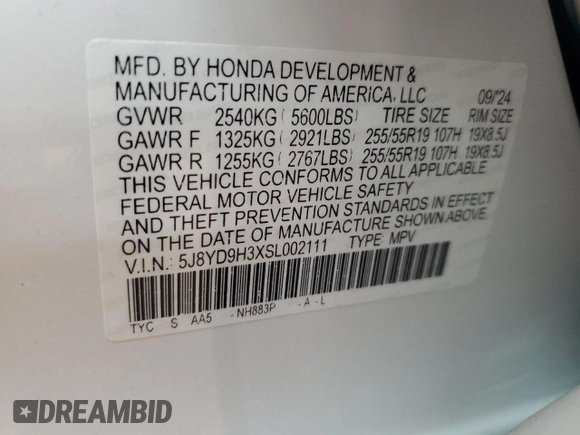 MFD. BY HONDA DEVELOPMENT &
MANUFACTURING OF AMERICA, LLC 09/'24
GVWR 2540KG ( 5600LBS) TIRE SIZE RIM SIZE
GAWR F 1325KG ( 2921LBS) 255/55R19 107H 19X8.5J
GAWR R 1255KG ( 2767LBS) 255/55R19 107H 19X8.5J
THIS VEHICLE CONFORMS TO ALL APPLICABLE
FEDERAL MOTOR VEHICLE SAFETY
AND THEFT PREVENTION STANDARDS IN EFFECT
ON THE DATE OF MANUFACTURE SHOWN ABOVE.
V.I.N.: 5J8YD9H3XSL002111 TYPE: MPV
TYC S AA5 -NH883P -A-L
DREAMBID